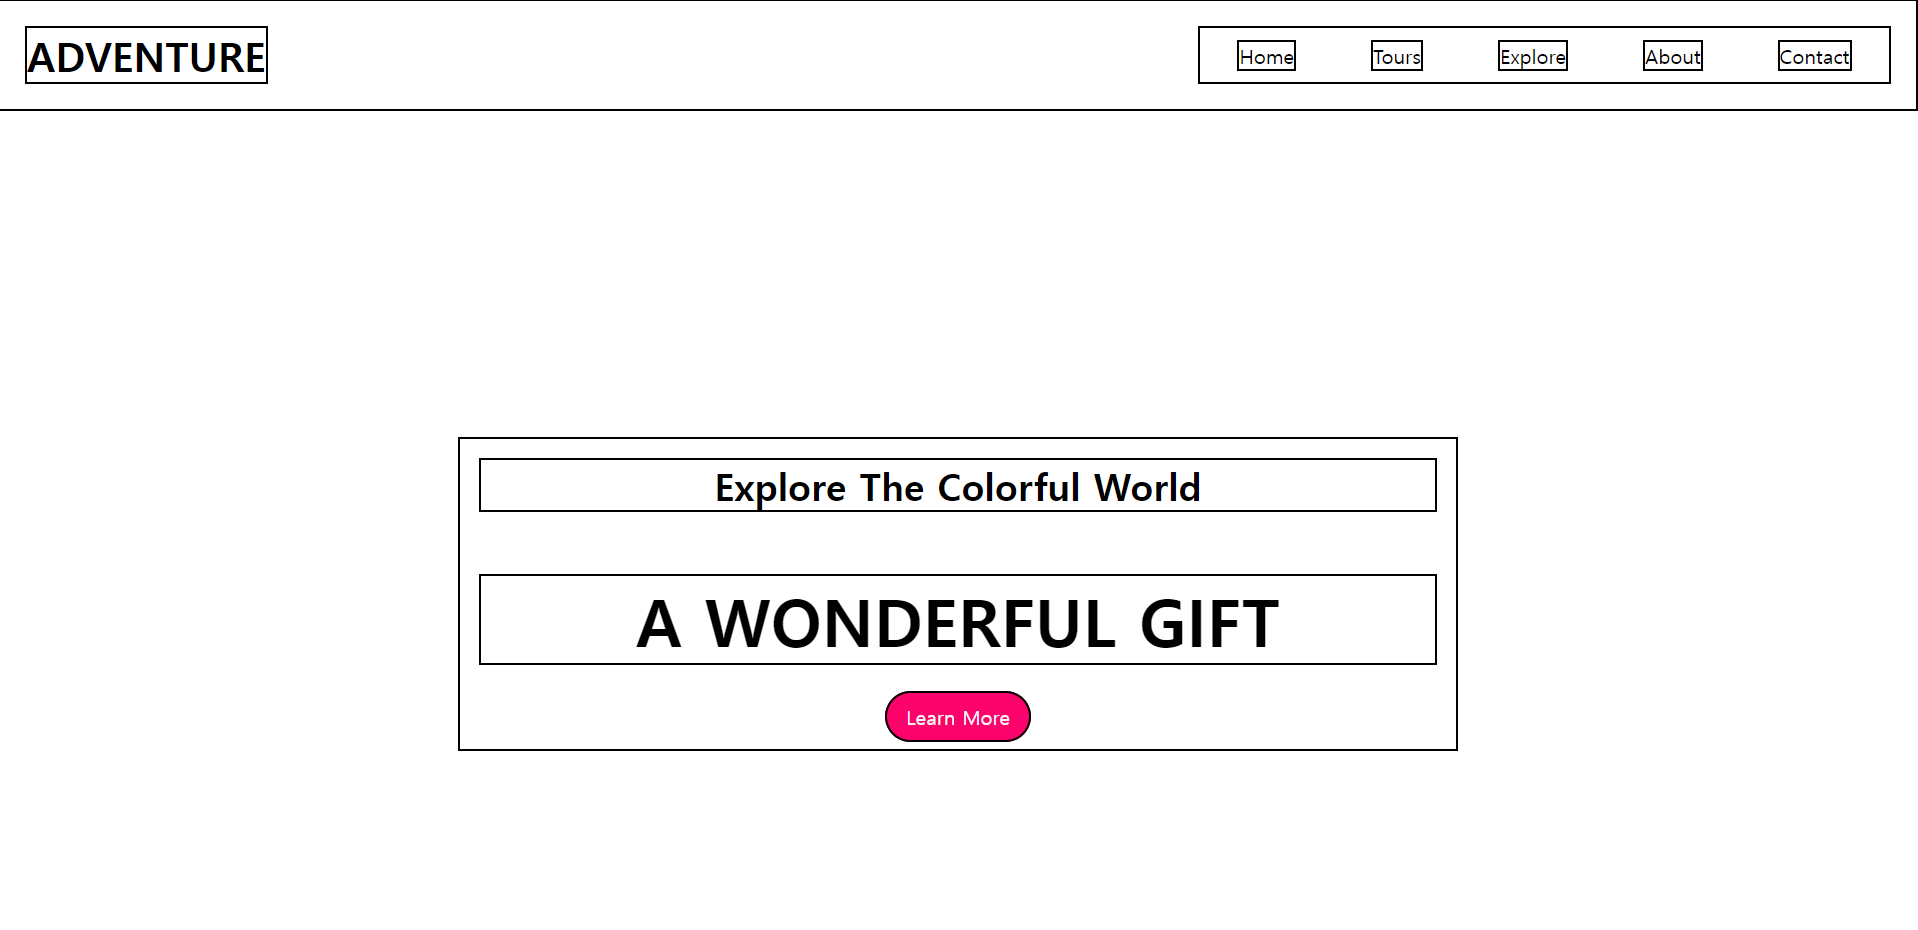 ADVENTURE
Home Tours Explore About Contact
Explore The Colorful World
A WONDERFUL GIFT
Learn More